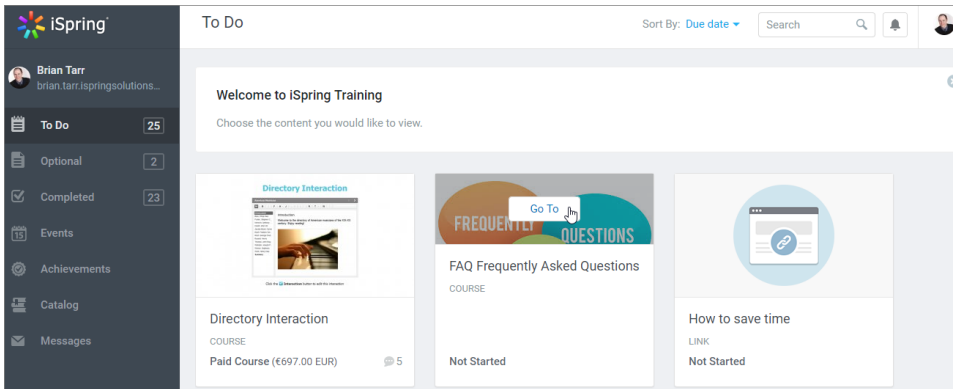 iSpring
To Do
Sort By: Due date
Search
Brian Tarr
brian.tarr.ispringsolutions...
To Do 25
Optional 2
Completed 23
15 Events
Achievements
Catalog
Messages
Welcome to iSpring Training
Choose the content you would like to view.
Directory Interaction
Directory Interaction
COURSE
Paid Course (€697.00 EUR) 5
FREQUENTLY
QUESTIONS
Go To
FAQ Frequently Asked Questions
COURSE
Not Started
How to save time
LINK
Not Started